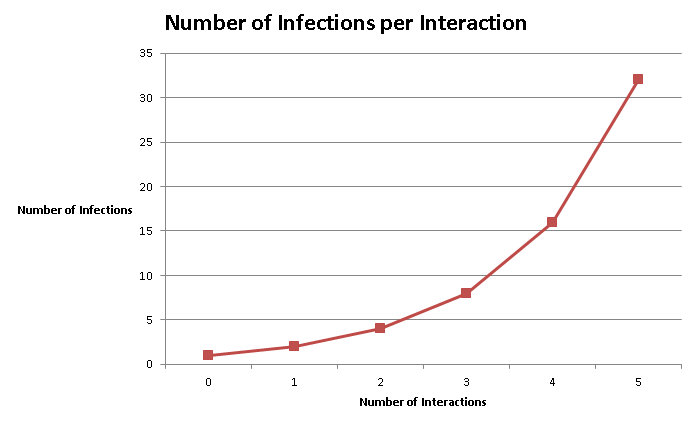 Number of Infections per Interaction
35
30
25
20
Number of Infections
15
10
5
0
0 1 2 3 4 5
Number of Interactions